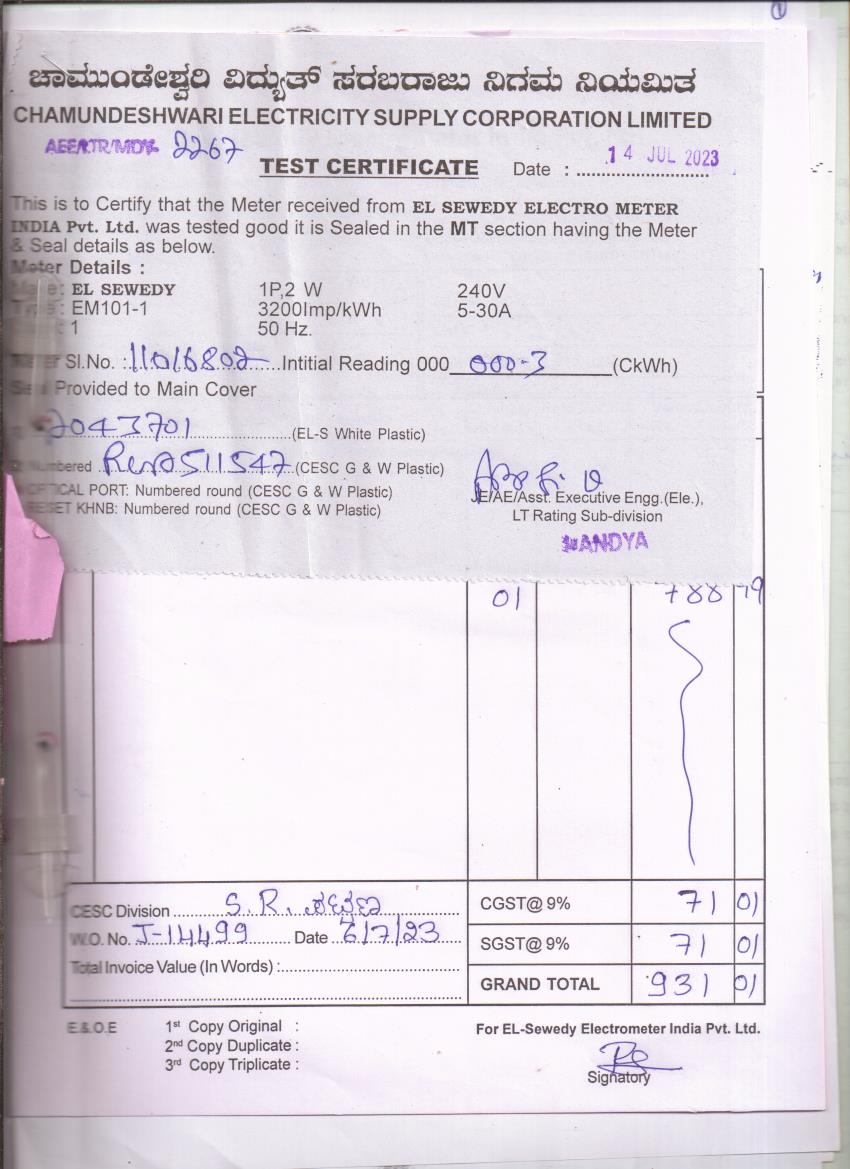 ಚಾಮುಂಡೇಶ್ವರಿ ವಿದ್ಯುತ್ ಸರಬರಾಜು ನಿಗಮ ನಿಯಮಿತ
CHAMUNDESHWARI ELECTRICITY SUPPLY CORPORATION LIMITED
2267
TEST CERTIFICATE Date : 14 JUL 2023
This is to Certify that the Meter received from EL SEWEDY ELECTRO METER
INDIA Pvt. Ltd. was tested good it is Sealed in the MT section having the Meter
& Seal details as below.
Meter Details :
: EL SEWEDY 1P,2 W 240V
: EM101-1 3200Imp/kWh 5-30A
: 1 50 Hz.
Sl.No. : 11016802 Intitial Reading 000 000-3 (CkWh)
Provided to Main Cover
2043701 (EL-S White Plastic)
Numbered 511547 (CESC G & W Plastic)
PORT: Numbered round (CESC G & W Plastic)
KHNB: Numbered round (CESC G & W Plastic)
JE/AE/Asst. Executive Engg.(Ele.),
LT Rating Sub-division
MANDYA
01 788 79
CESC Division S.R. CGST@ 9% 71 01
W.O. No. J-14499 Date 6/7/23 SGST@ 9% 71 01
Total Invoice Value (In Words) :
GRAND TOTAL 931 01
E.&.O.E 1st Copy Original :
2nd Copy Duplicate :
3rd Copy Triplicate :
For EL-Sewedy Electrometer India Pvt. Ltd.
Signatory